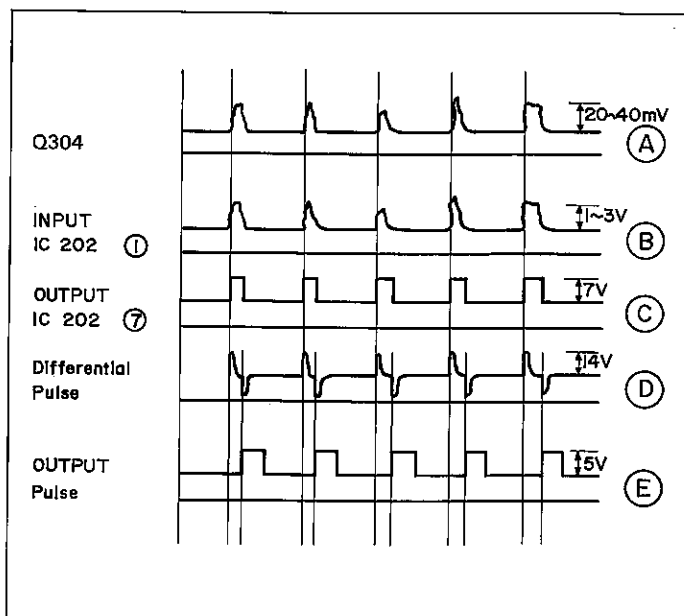 20~40mV
Q304
A
INPUT
IC 202 ①
1~3V
B
OUTPUT
IC 202 ⑦
7V
C
Differential
Pulse
14V
D
OUTPUT
Pulse
5V
E